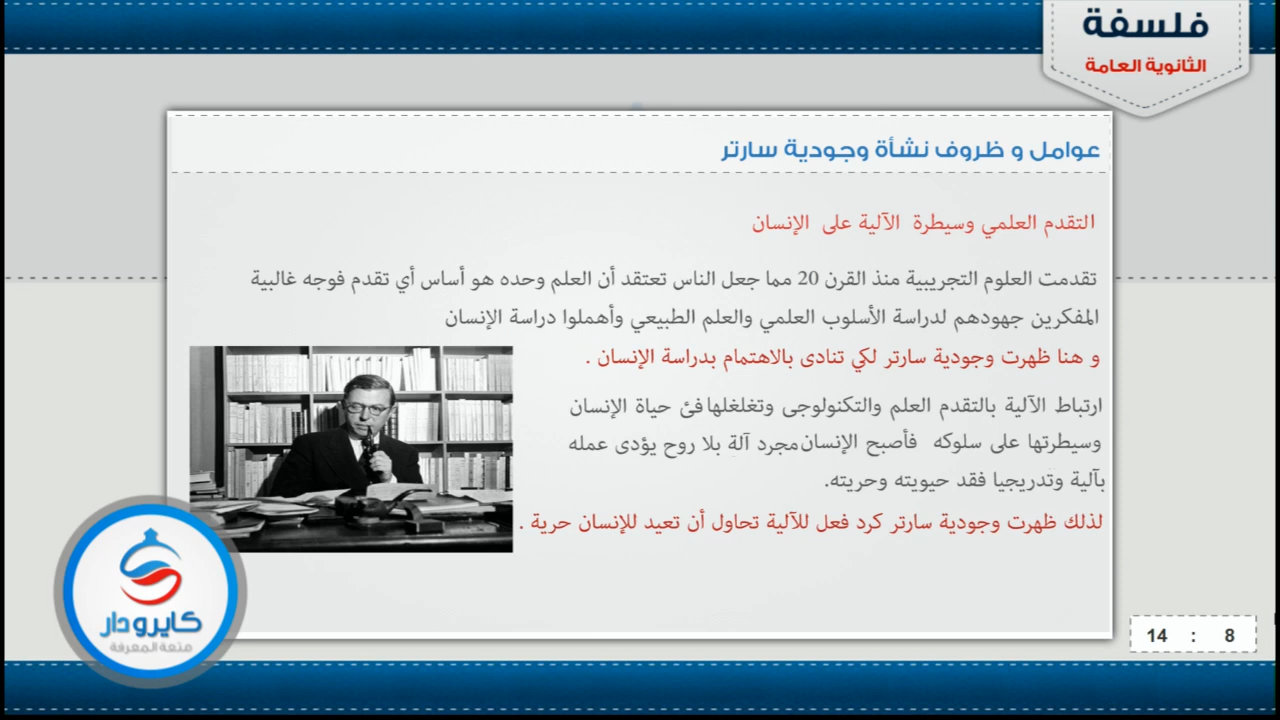 فلسفة
الثانوية العامة
عوامل و ظروف نشأة وجودية سارتر
التقدم العلمي وسيطرة الآلية على الإنسان
تقدمت العلوم التجريبية منذ القرن 20 مما جعل الناس تعتقد أن العلم وحده هو أساس أي تقدم فوجه غالبية
المفكرين جهودهم لدراسة الأسلوب العلمي والعلم الطبيعي وأهملوا دراسة الإنسان
و هنا ظهرت وجودية سارتر لكي تنادى بالاهتمام بدراسة الإنسان .
ارتباط الآلية بالتقدم العلم والتكنولوجى وتغلغلها فئ حياة الإنسان
وسيطرتها على سلوكه فأصبح الإنسان مجرد آلة بلا روح يؤدى عمله
بآلية وتدريجيا فقد حيويته وحريته.
لذلك ظهرت وجودية سارتر كرد فعل للآلية تحاول أن تعيد للإنسان حرية .
كايرودار
متعة المعرفة
14 : 8